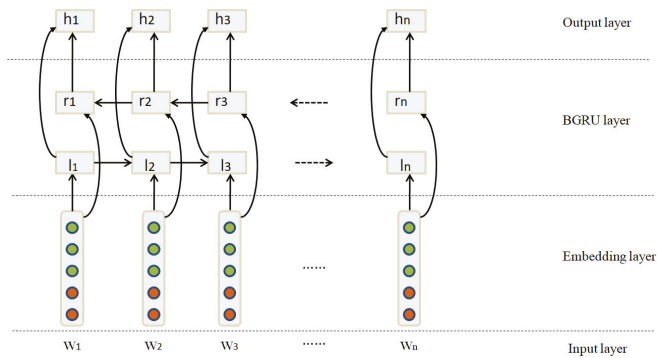 h1 h2 h3 hn Output layer
r1 r2 r3 rn BGRU layer
l1 l2 l3 ln
Embedding layer
......
W1 W2 W3 ...... Wn Input layer